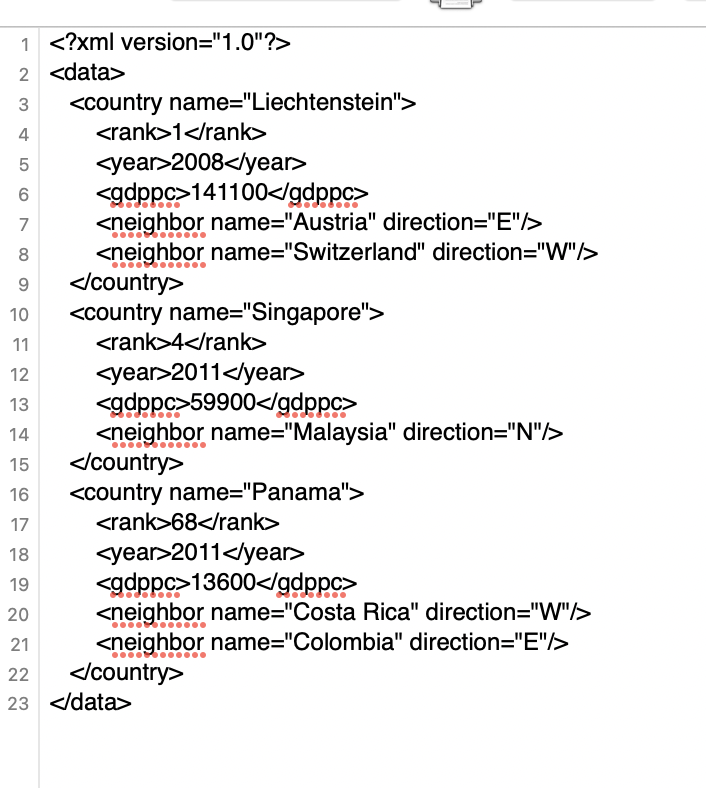 1 <?xml version="1.0"?>
2 <data>
3 <country name="Liechtenstein">
4 <rank>1</rank>
5 <year>2008</year>
6 <gdppc>141100</gdppc>
7 <neighbor name="Austria" direction="E"/>
8 <neighbor name="Switzerland" direction="W"/>
9 </country>
10 <country name="Singapore">
11 <rank>4</rank>
12 <year>2011</year>
13 <gdppc>59900</gdppc>
14 <neighbor name="Malaysia" direction="N"/>
15 </country>
16 <country name="Panama">
17 <rank>68</rank>
18 <year>2011</year>
19 <gdppc>13600</gdppc>
20 <neighbor name="Costa Rica" direction="W"/>
21 <neighbor name="Colombia" direction="E"/>
22 </country>
23 </data>